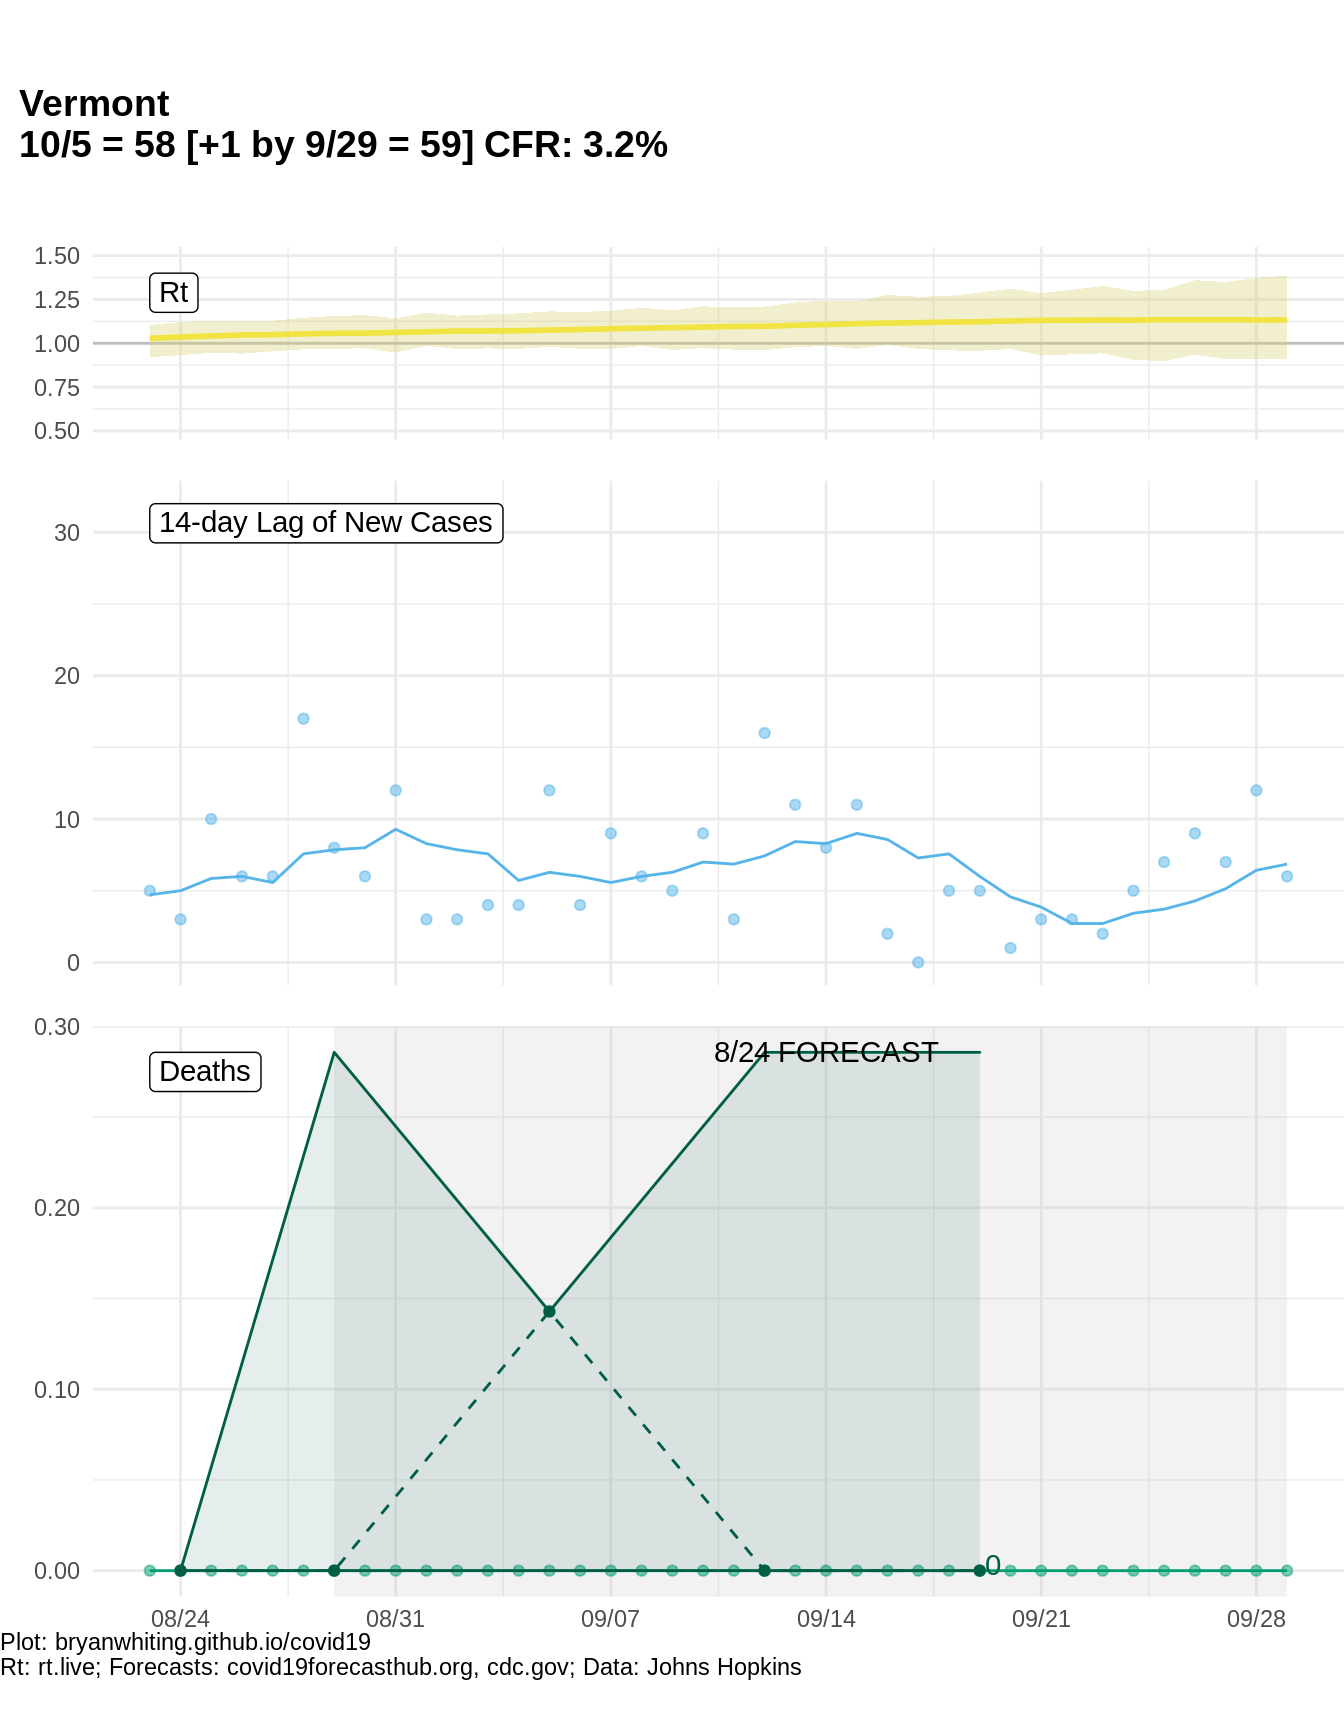 Vermont
10/5 = 58 [+1 by 9/29 = 59] CFR: 3.2%
1.50
1.25
1.00
0.75
0.50
Rt
30
20
10
0
14-day Lag of New Cases
0.30
0.20
0.10
0.00
Deaths
8/24 FORECAST
0
08/24 08/31 09/07 09/14 09/21 09/28
Plot: bryanwhiting.github.io/covid19
Rt: rt.live; Forecasts: covid19forecasthub.org, cdc.gov; Data: Johns Hopkins